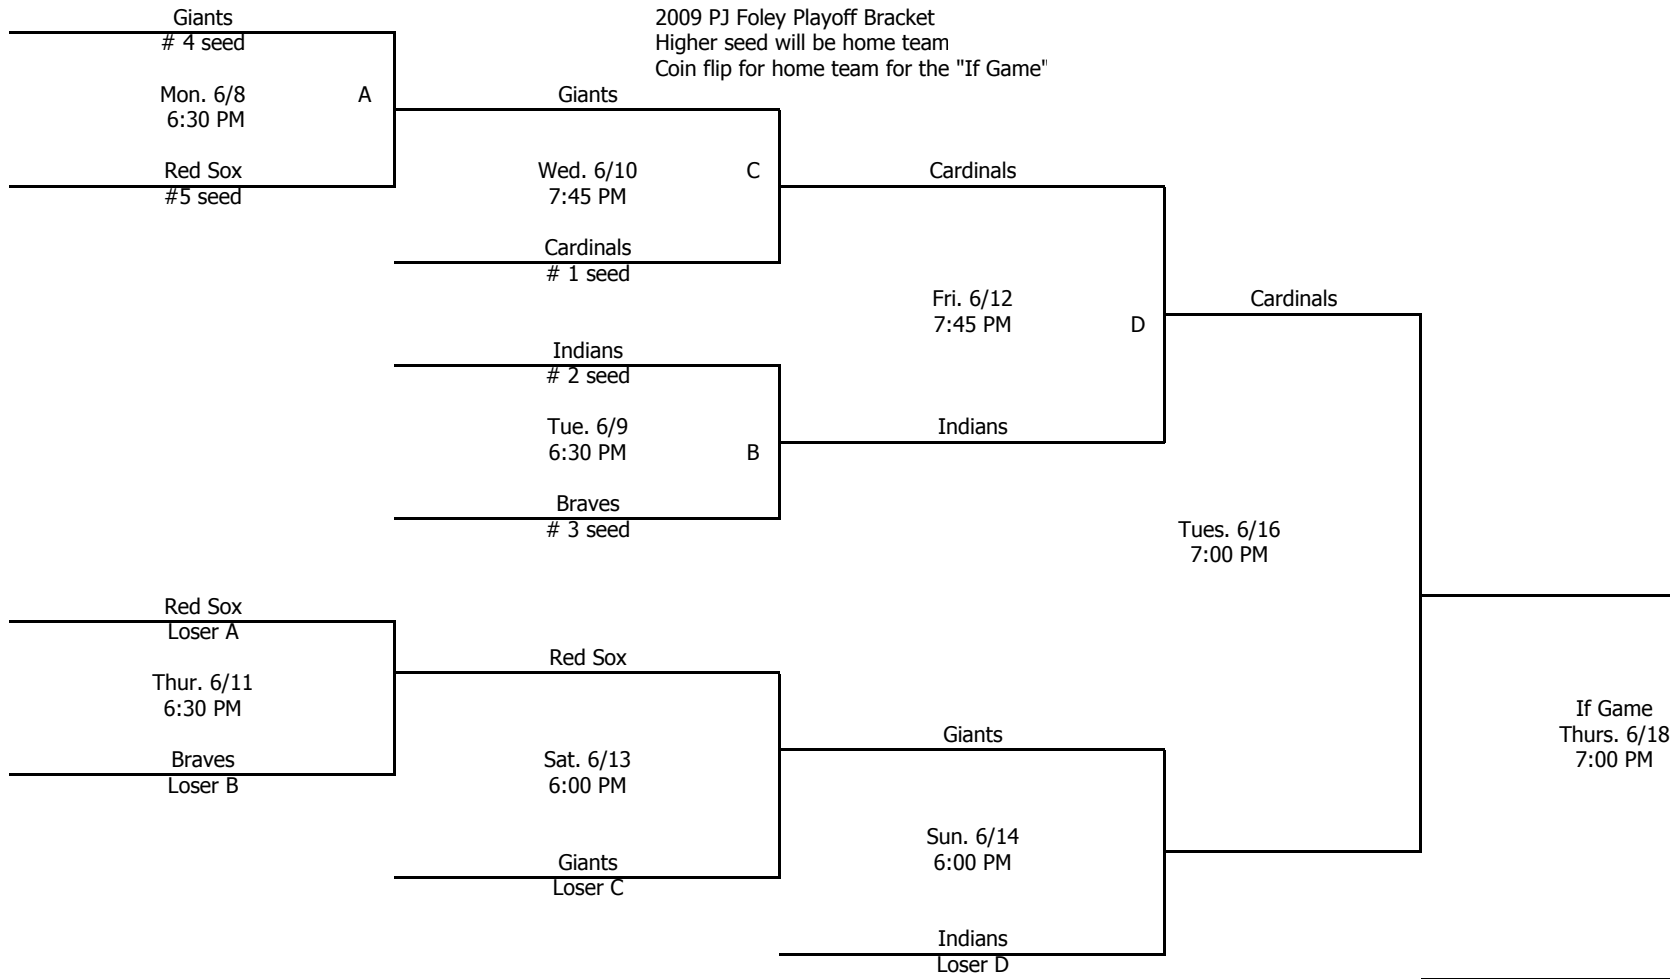 Giants
# 4 seed
2009 PJ Foley Playoff Bracket
Higher seed will be home team
Coin flip for home team for the "If Game"
Mon. 6/8
6:30 PM
A
Giants
Red Sox
#5 seed
Wed. 6/10
7:45 PM
C
Cardinals
Cardinals
# 1 seed
Fri. 6/12
7:45 PM
D
Cardinals
Indians
# 2 seed
Tue. 6/9
6:30 PM
B
Indians
Braves
# 3 seed
Tues. 6/16
7:00 PM
Red Sox
Loser A
Thur. 6/11
6:30 PM
Red Sox
Braves
Loser B
Sat. 6/13
6:00 PM
Giants
If Game
Thurs. 6/18
7:00 PM
Giants
Loser C
Sun. 6/14
6:00 PM
Indians
Loser D